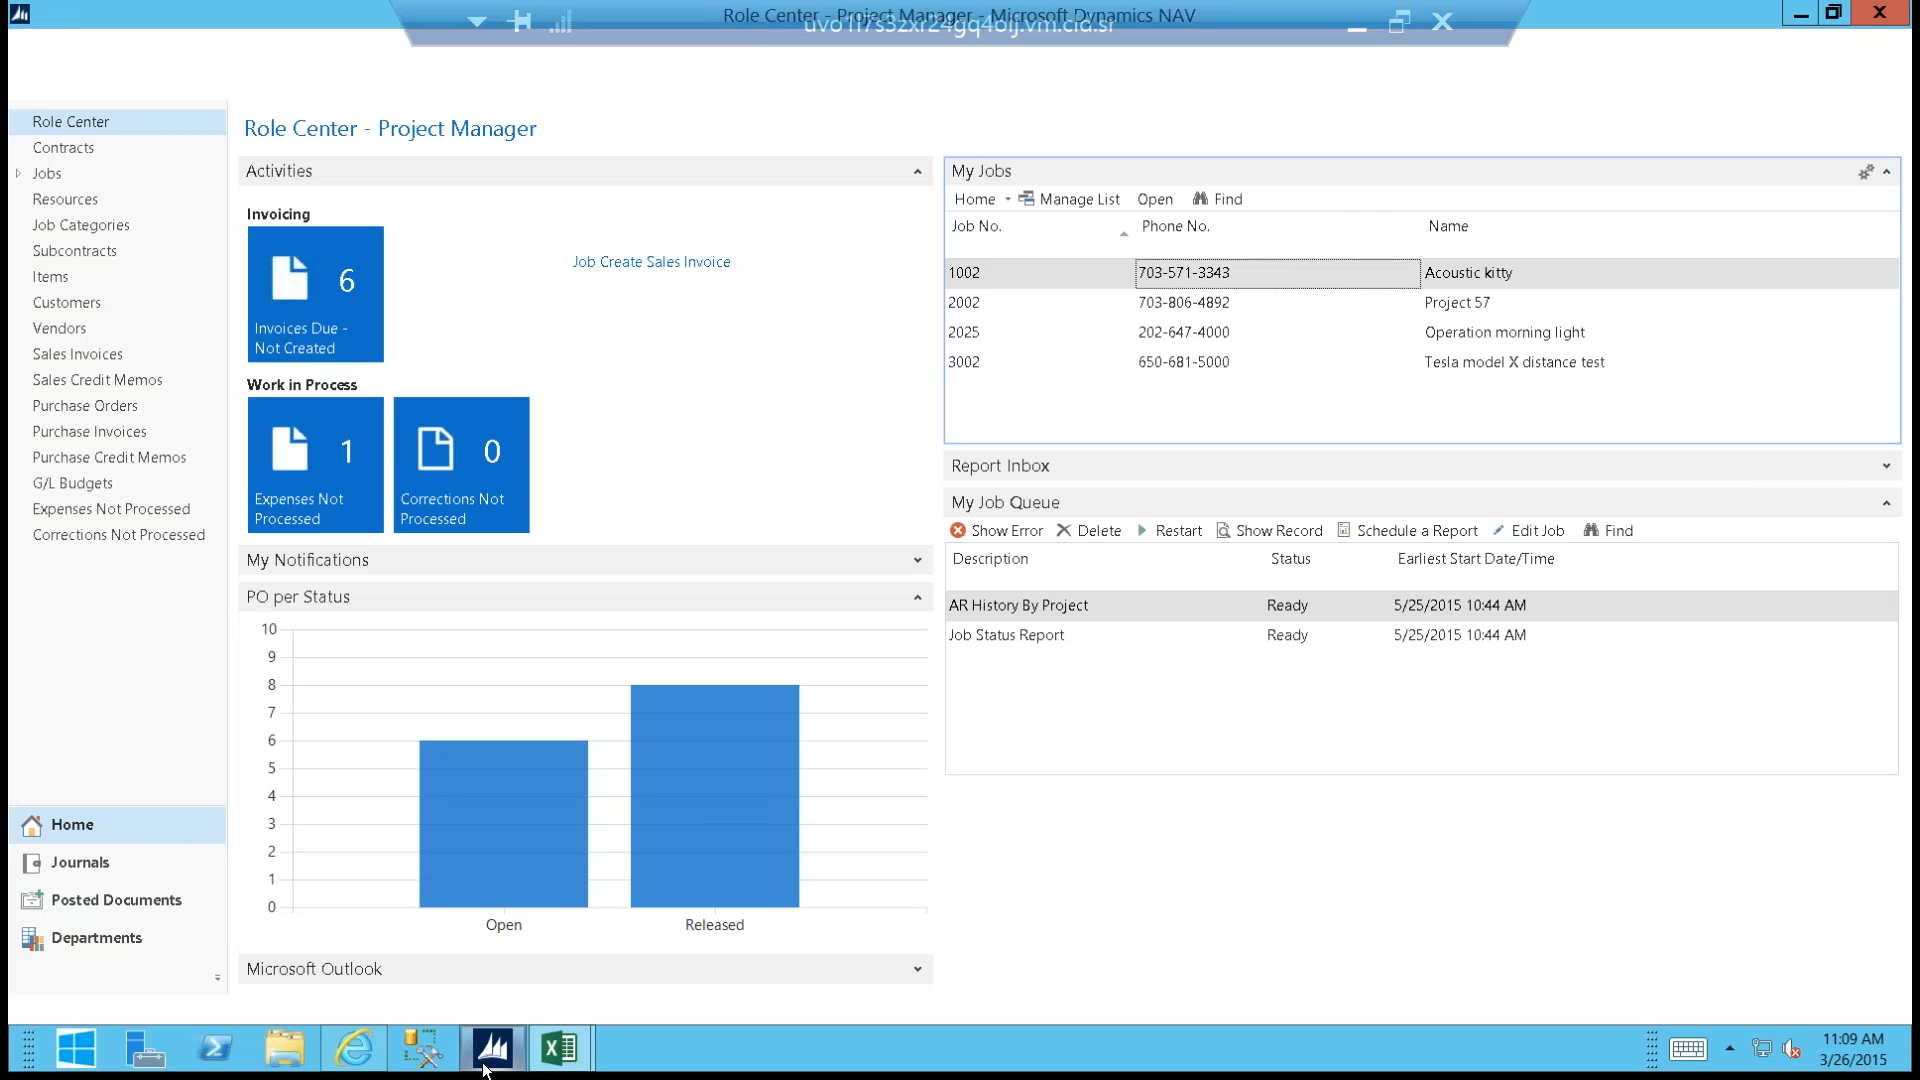 Role Center - Project Manager - Microsoft Dynamics NAV
Role Center
Contracts
Jobs
Resources
Job Categories
Subcontracts
Items
Customers
Vendors
Sales Invoices
Sales Credit Memos
Purchase Orders
Purchase Invoices
Purchase Credit Memos
G/L Budgets
Expenses Not Processed
Corrections Not Processed
Home
Journals
Posted Documents
Departments
Role Center - Project Manager
Activities
Invoicing
6
Invoices Due -
Not Created
Job Create Sales Invoice
Work in Process
1
Expenses Not
Processed
0
Corrections Not
Processed
My Notifications
PO per Status
10
9
8
7
6
5
4
3
2
1
0
Open Released
Microsoft Outlook
My Jobs
Home Manage List Open Find
Job No. Phone No. Name
1002 703-571-3343 Acoustic kitty
2002 703-806-4892 Project 57
2025 202-647-4000 Operation morning light
3002 650-681-5000 Tesla model X distance test
Report Inbox
My Job Queue
Show Error Delete Restart Show Record Schedule a Report Edit Job Find
Description Status Earliest Start Date/Time
AR History By Project Ready 5/25/2015 10:44 AM
Job Status Report Ready 5/25/2015 10:44 AM
11:09 AM
3/26/2015